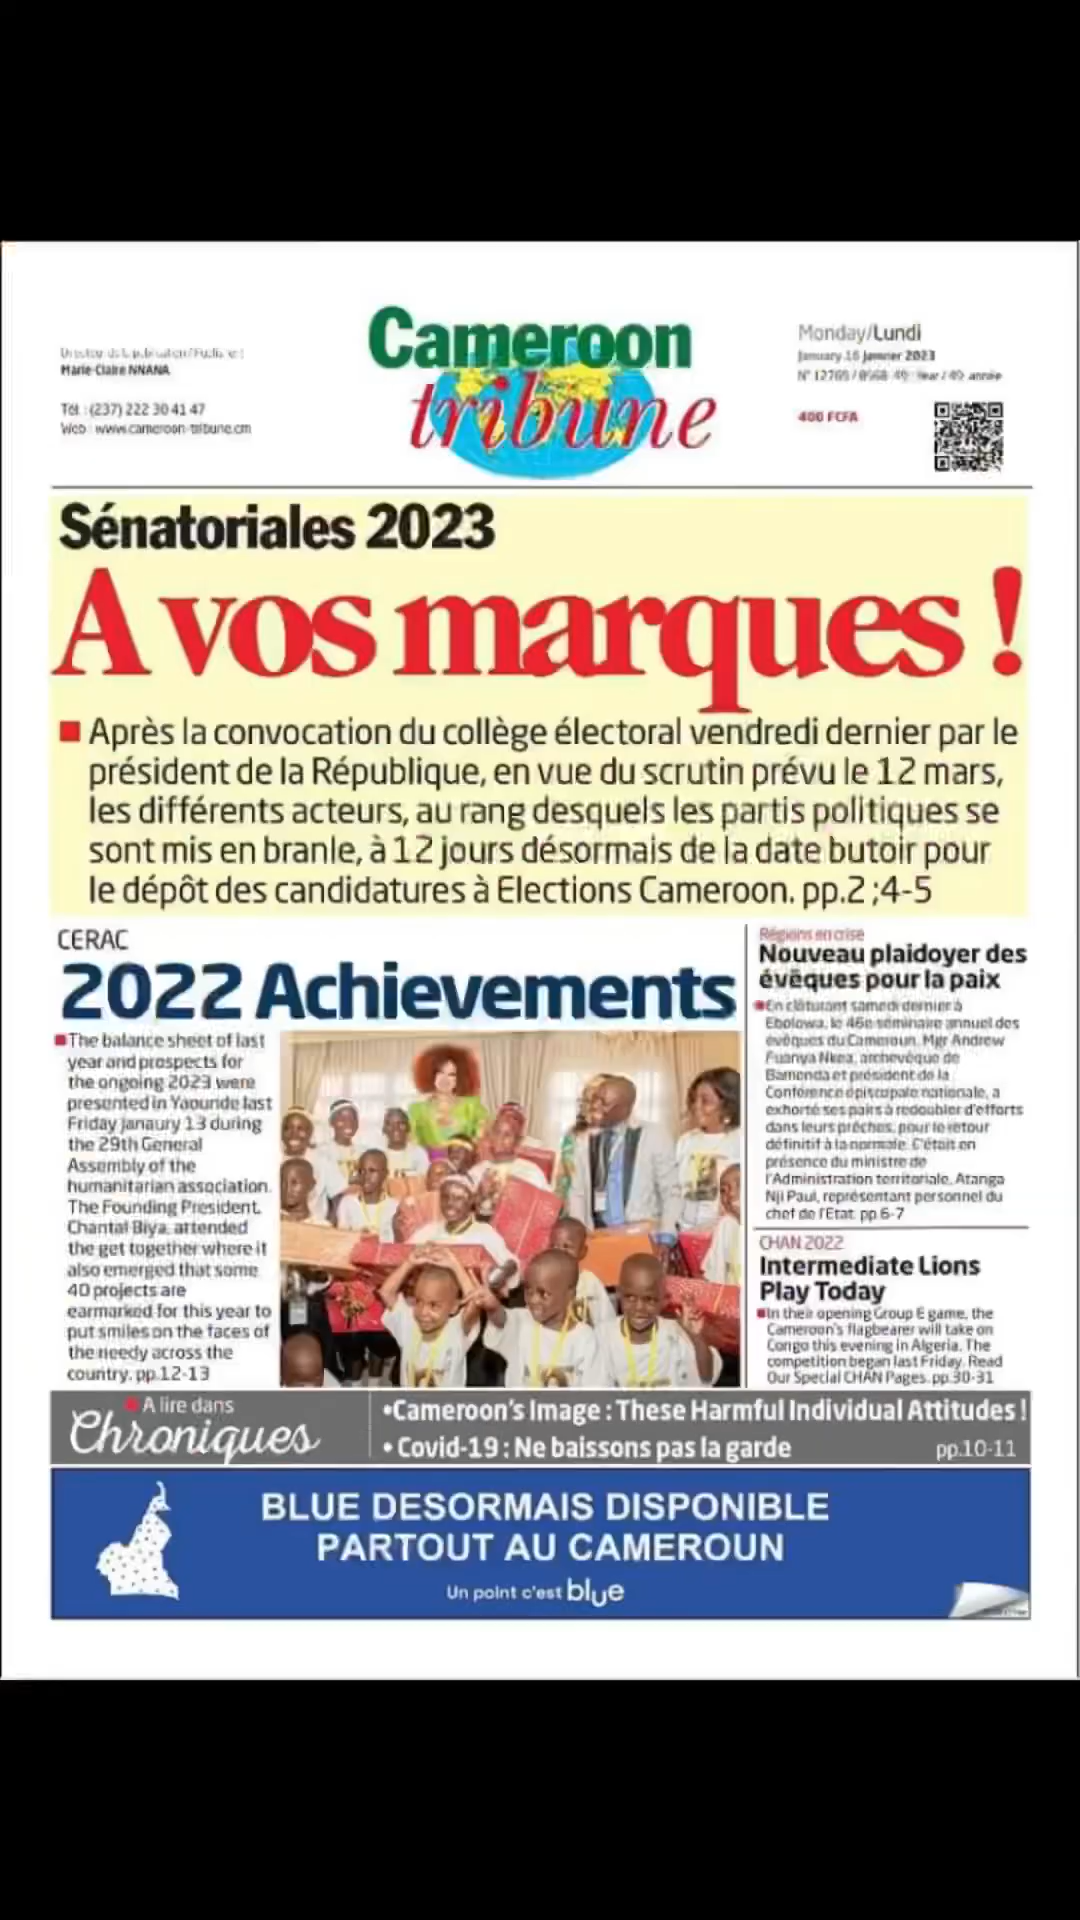 Marie-Claire NNANA
Tél. : (237) 222 30 41 47
Web : www.cameroon-tribune.cm
Cameroon
tribune
Monday/Lundi
January 16 janvier 2023
400 FCFA
Sénatoriales 2023
A vos marques !
Après la convocation du collège électoral vendredi dernier par le
président de la République, en vue du scrutin prévu le 12 mars,
les différents acteurs, au rang desquels les partis politiques se
sont mis en branle, à 12 jours désormais de la date butoir pour
le dépôt des candidatures à Elections Cameroon. pp.2 ;4-5
CERAC
2022 Achievements
The balance sheet of last
year and prospects for
the ongoing 2023 were
presented in Yaounde last
Friday Janaury 13 during
the 29th General
Assembly of the
humanitarian association.
The Founding President,
Chantal Biya, attended
the get together where it
also emerged that some
40 projects are
earmarked for this year to
put smiles on the faces of
the needy across the
country. pp.12-13
Régions en crise
Nouveau plaidoyer des
évêques pour la paix
En clôturant samedi dernier à
Ebolowa, le 46e séminaire annuel des
évêques du Cameroun, Mgr Andrew
Fuanya Nkea, archevêque de
Bamenda et président de la
Conférence épiscopale nationale, a
exhorté ses pairs à redoubler d'efforts
dans leurs prêches, pour le retour
définitif à la normale. C'était en
présence du ministre de
l'Administration territoriale, Atanga
Nji Paul, représentant personnel du
chef de l'Etat. pp.6-7
CHAN 2022
Intermediate Lions
Play Today
In their opening Group E game, the
Cameroon's flagbearer will take on
Congo this evening in Algeria. The
competition began last Friday. Read
Our Special CHAN Pages. pp.30-31
A lire dans
Chroniques
•Cameroon's Image : These Harmful Individual Attitudes !
• Covid-19 : Ne baissons pas la garde
pp.10-11
BLUE DESORMAIS DISPONIBLE
PARTOUT AU CAMEROUN
Un point c'est blue